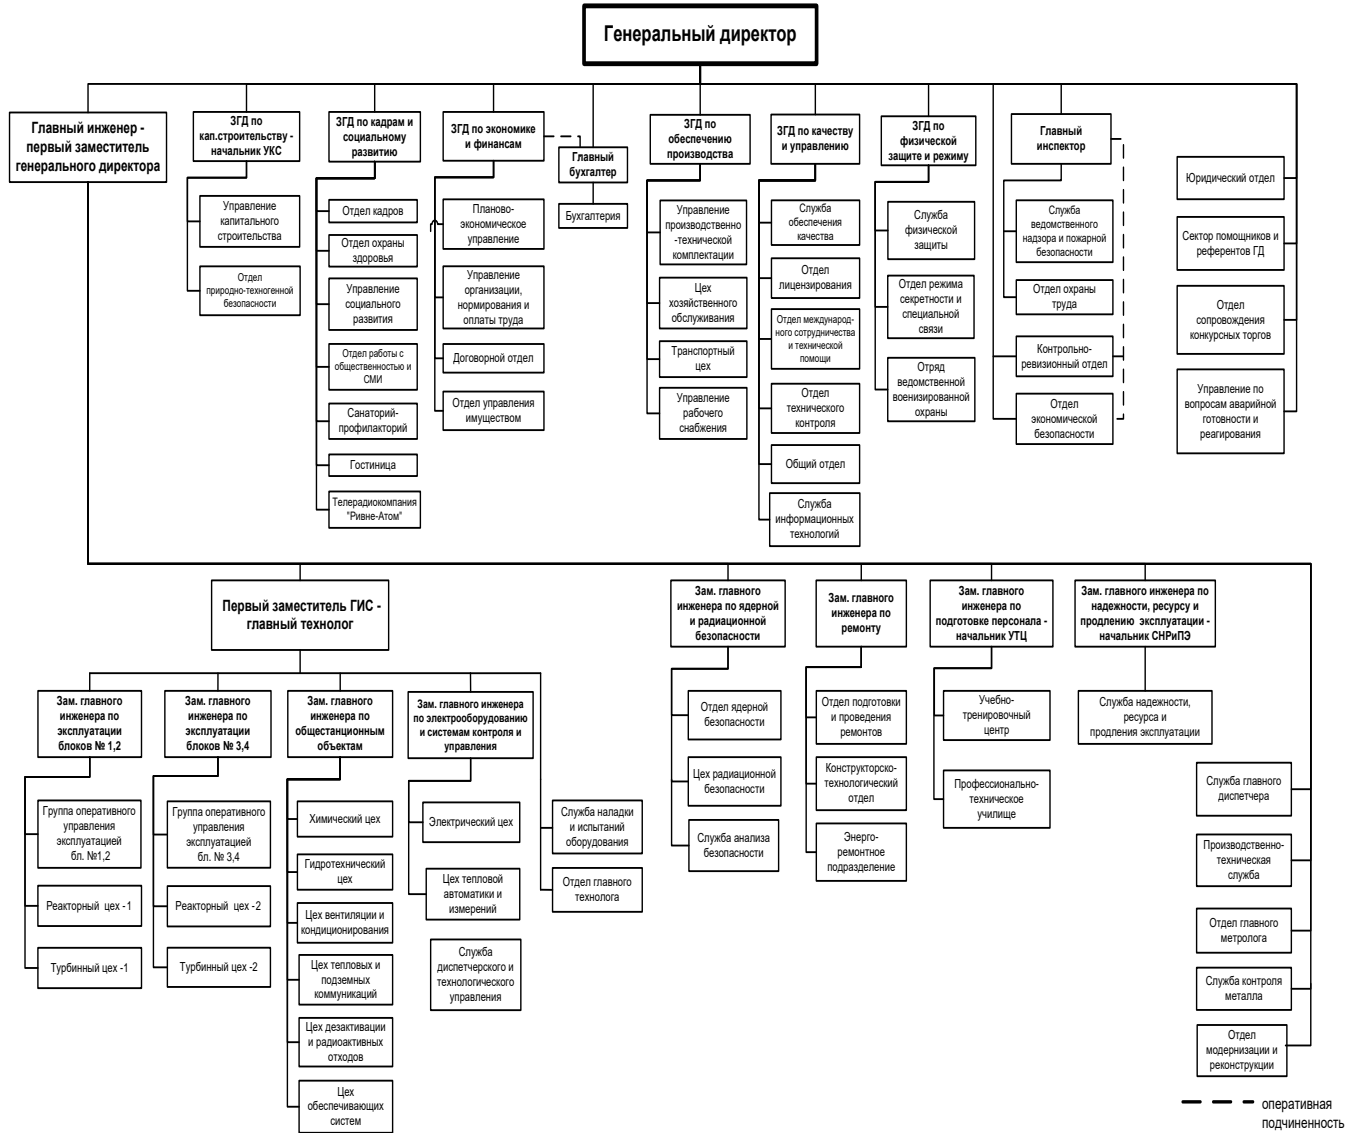 Генеральный директор
Главный инженер -
первый заместитель
генерального директора
ЗГД по
кап.строительству -
начальник УКС
Управление
капитального
строительства
Отдел
природно-техногенной
безопасности
ЗГД по кадрам и
социальному
развитию
Отдел кадров
Отдел охраны
здоровья
Управление
социального
развития
Отдел работы с
общественностью и
СМИ
Санаторий-
профилакторий
Гостиница
Телерадиокомпания
"Ривне-Атом"
ЗГД по экономике
и финансам
Планово-
экономическое
управление
Управление
организации,
нормирования и
оплаты труда
Договорной отдел
Отдел управления
имуществом
Главный
бухгалтер
Бухгалтерия
ЗГД по
обеспечению
производства
Управление
производственно
-технической
комплектации
Цех
хозяйственного
обслуживания
Транспортный
цех
Управление
рабочего
снабжения
ЗГД по качеству
и управлению
Служба
обеспечения
качества
Отдел
лицензирования
Отдел международ-
ного сотрудничества
и технической
помощи
Отдел
технического
контроля
Общий отдел
Служба
информационных
технологий
ЗГД по
физической
защите и режиму
Служба
физической
защиты
Отдел режима
секретности и
специальной
связи
Отряд
ведомственной
военизированной
охраны
Главный
инспектор
Служба
ведомственного
надзора и пожарной
безопасности
Отдел охраны
труда
Контрольно-
ревизионный отдел
Отдел
экономической
безопасности
Юридический отдел
Сектор помощников и
референтов ГД
Отдел
сопровождения
конкурсных торгов
Управление по
вопросам аварийной
готовности и
реагирования
Первый заместитель ГИС -
главный технолог
Зам. главного
инженера по
эксплуатации
блоков № 1,2
Группа оперативного
управления
эксплуатацией
бл. №1,2
Реакторный цех -1
Турбинный цех -1
Зам. главного
инженера по
эксплуатации
блоков № 3,4
Группа оперативного
управления
эксплуатацией
бл. № 3,4
Реакторный цех -2
Турбинный цех -2
Зам. главного
инженера по
общестанционным
объектам
Химический цех
Гидротехнический
цех
Цех вентиляции и
кондиционирования
Цех тепловых и
подземных
коммуникаций
Цех дезактивации
и радиоактивных
отходов
Цех
обеспечивающих
систем
Зам. главного
инженера
по электрооборудованию
и системам контроля и
управления
Электрический цех
Цех тепловой
автоматики и
измерений
Служба
диспетчерского и
технологического
управления
Служба наладки
и испытаний
оборудования
Отдел главного
технолога
Зам. главного
инженера по ядерной
и радиационной
безопасности
Отдел ядерной
безопасности
Цех радиационной
безопасности
Служба анализа
безопасности
Зам. главного
инженера по
ремонту
Отдел подготовки
и проведения
ремонтов
Конструкторско-
технологический
отдел
Энерго-
ремонтное
подразделение
Зам. главного
инженера по
подготовке персонала -
начальник УТЦ
Учебно-
тренировочный
центр
Профессионально-
техническое
училище
Зам. главного инженера по
надежности, ресурсу и
продлению эксплуатации -
начальник СНРиПЭ
Служба надежности,
ресурса и
продления эксплуатации
Служба главного
диспетчера
Производственно-
техническая
служба
Отдел главного
метролога
Служба контроля
металла
Отдел
модернизации и
реконструкции
оперативная
подчиненность